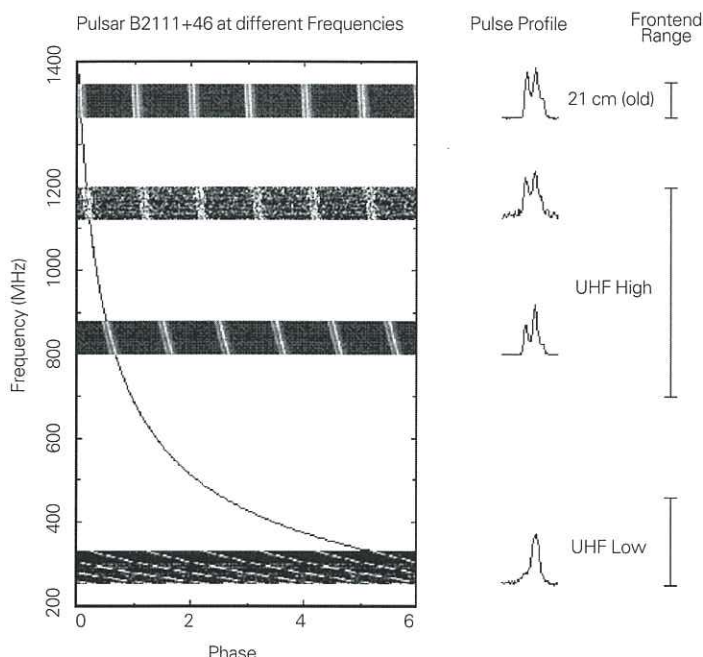 Pulsar B2111+46 at different Frequencies
Pulse Profile
Frontend
Range
1400
1200
1000
800
600
400
200
Frequency (MHz)
0
2
4
6
Phase
21 cm (old)
UHF High
UHF Low